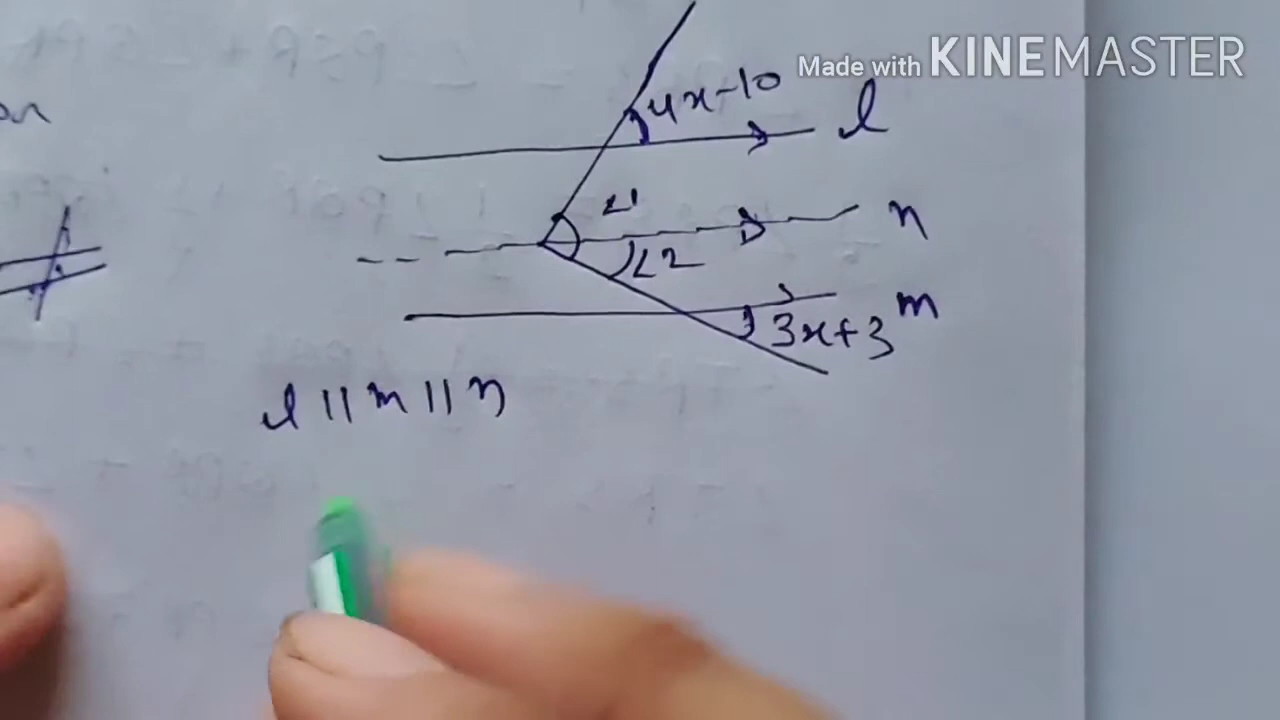 Made with KINEMASTER
4x-10
l
∠1
n
∠2
m
3x+3
l || m || n